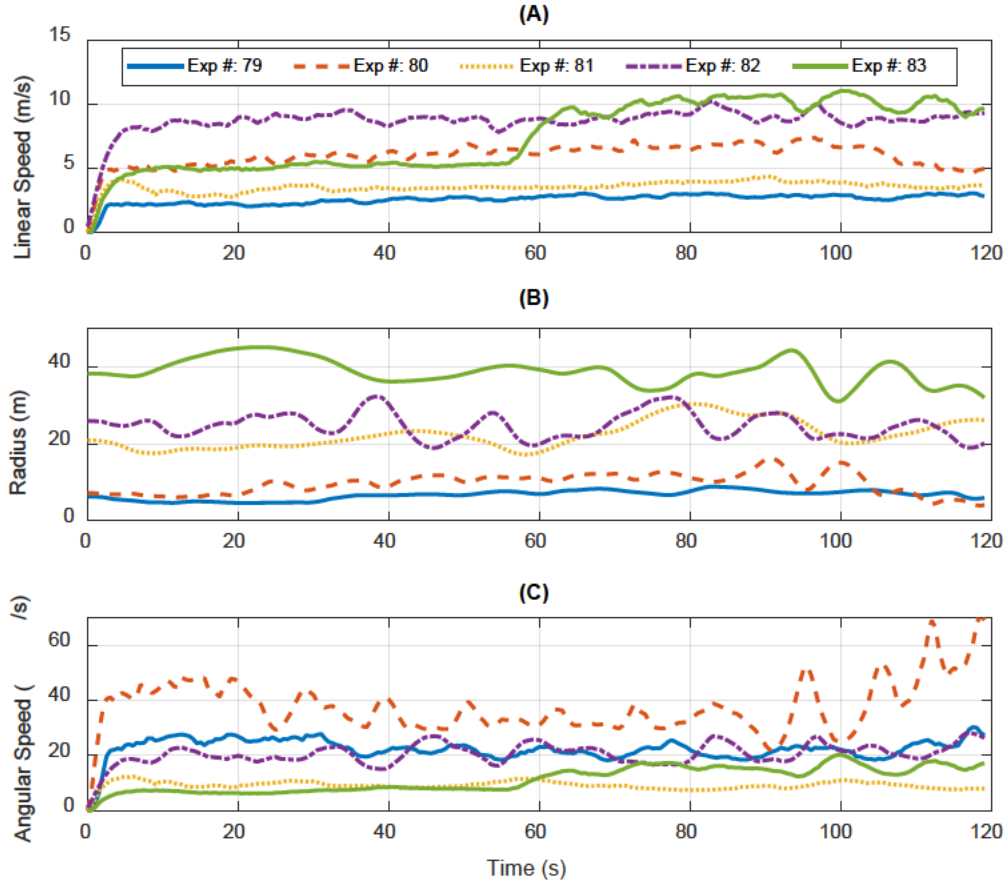 (A)
15
10
5
0
Linear Speed (m/s)
Exp #: 79 Exp #: 80 Exp #: 81 Exp #: 82 Exp #: 83
0 20 40 60 80 100 120
(B)
40
20
0
Radius (m)
0 20 40 60 80 100 120
(C)
60
40
20
0
Angular Speed ( /s)
0 20 40 60 80 100 120
Time (s)